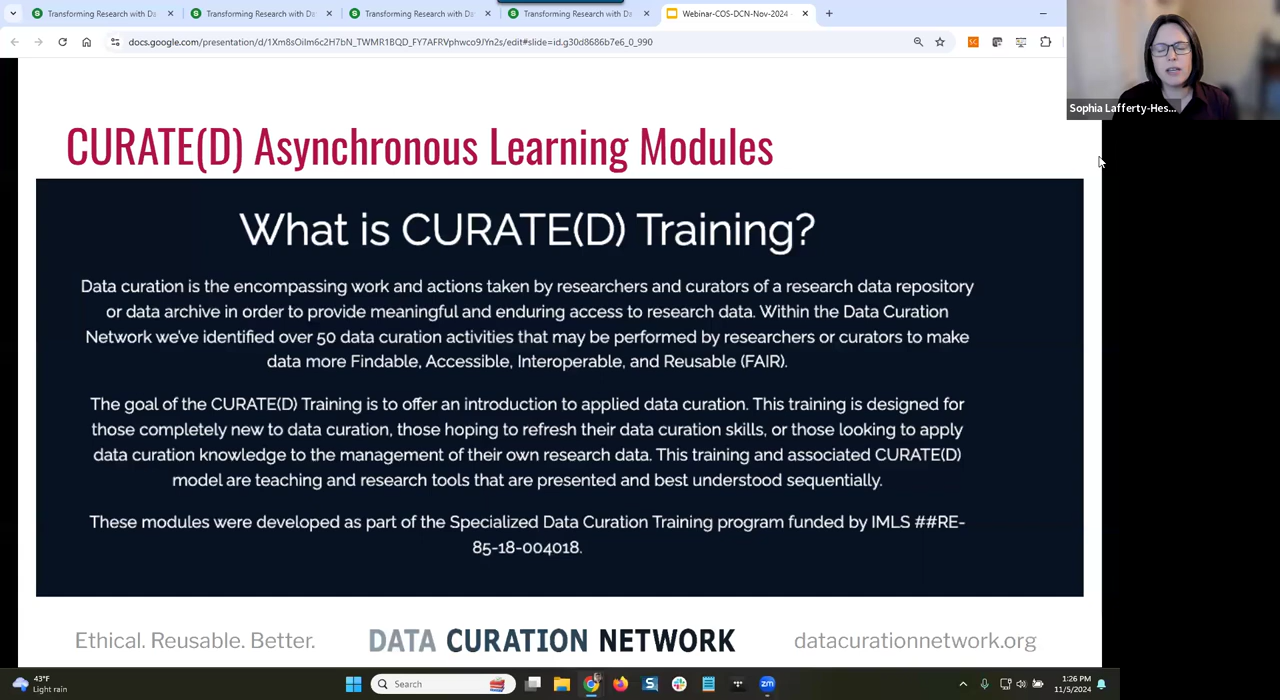 Transforming Research with Da
Transforming Research with Da
Transforming Research with Da
Transforming Research with Da
Webinar-COS-DCN-Nov-2024
docs.google.com/presentation/d/1Xm8sOiIm6c2H7bN_TWMR1BQD_FY7AFRVphwco9JYn2s/edit#slide=id.g30d8686b7e6_0_990
Sophia Lafferty-Hes...
CURATE(D) Asynchronous Learning Modules
What is CURATE(D) Training?
Data curation is the encompassing work and actions taken by researchers and curators of a research data repository
or data archive in order to provide meaningful and enduring access to research data. Within the Data Curation
Network we've identified over 50 data curation activities that may be performed by researchers or curators to make
data more Findable, Accessible, Interoperable, and Reusable (FAIR).
The goal of the CURATE(D) Training is to offer an introduction to applied data curation. This training is designed for
those completely new to data curation, those hoping to refresh their data curation skills, or those looking to apply
data curation knowledge to the management of their own research data. This training and associated CURATE(D)
model are teaching and research tools that are presented and best understood sequentially.
These modules were developed as part of the Specialized Data Curation Training program funded by IMLS ##RE-
85-18-004018.
Ethical. Reusable. Better.
DATA CURATION NETWORK
datacurationnetwork.org
43°F
Light rain
Search
1:26 PM
11/5/2024